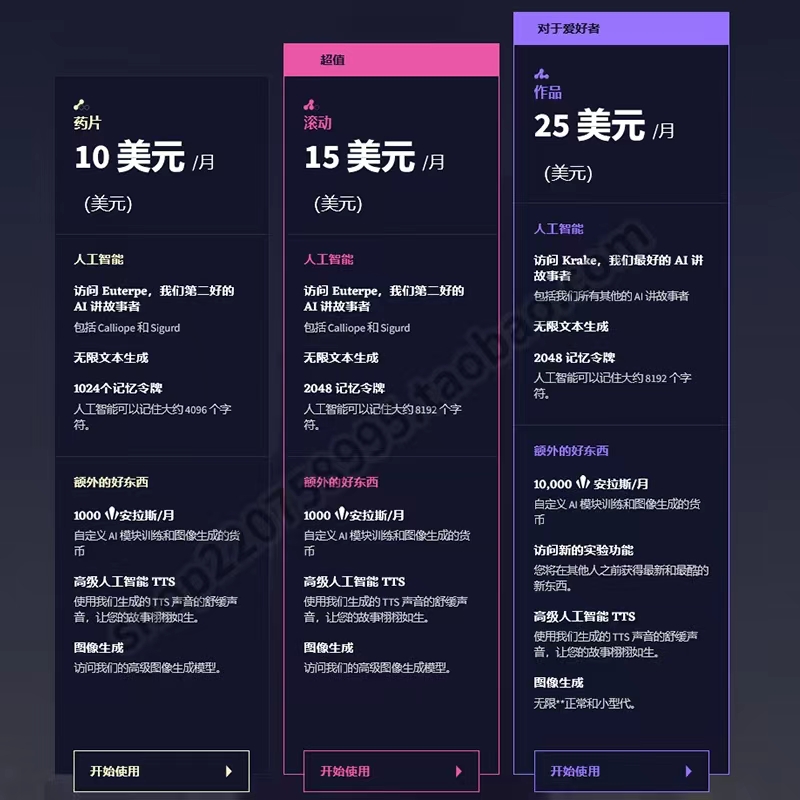 药片
10 美元 /月
(美元)
人工智能
访问 Euterpe，我们第二好的
AI 讲故事者
包括 Calliope 和 Sigurd
无限文本生成
1024个记忆令牌
人工智能可以记住大约 4096 个字
符。
额外的好东西
1000 安拉斯/月
自定义 AI 模块训练和图像生成的货
币
高级人工智能 TTS
使用我们生成的 TTS 声音的舒缓声
音，让您的故事栩栩如生。
图像生成
访问我们的高级图像生成模型。
开始使用
超值
滚动
15 美元 /月
(美元)
人工智能
访问 Euterpe，我们第二好的
AI 讲故事者
包括 Calliope 和 Sigurd
无限文本生成
2048 记忆令牌
人工智能可以记住大约 8192 个字
符。
额外的好东西
1000 安拉斯/月
自定义 AI 模块训练和图像生成的货
币
高级人工智能 TTS
使用我们生成的 TTS 声音的舒缓声
音，让您的故事栩栩如生。
图像生成
访问我们的高级图像生成模型。
开始使用
对于爱好者
作品
25 美元 /月
(美元)
人工智能
访问 Krake，我们最好的 AI 讲
故事者
包括我们所有其他的 AI 讲故事者
无限文本生成
2048 记忆令牌
人工智能可以记住大约 8192 个字
符。
额外的好东西
10,000 安拉斯/月
自定义 AI 模块训练和图像生成的货
币
访问新的实验功能
您将在其他人之前获得最新和最酷的
新东西。
高级人工智能 TTS
使用我们生成的 TTS 声音的舒缓声
音，让您的故事栩栩如生。
图像生成
无限**正常和小型代。
开始使用
shop220758995.taobao.com